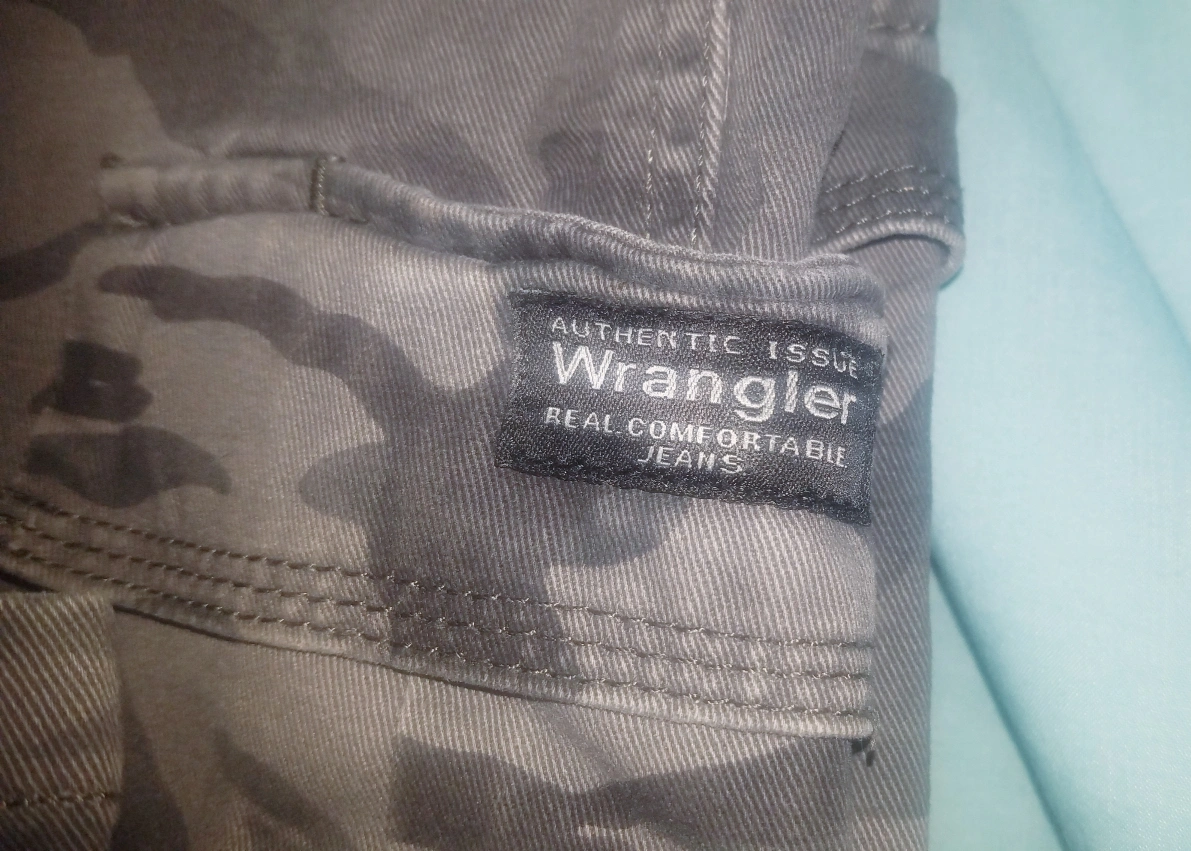 AUTHENTIC ISSUE
Wrangler
REAL COMFORTABLE
JEANS